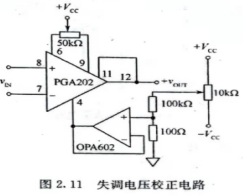 +V_CC
50kΩ
6
9
8
+
v_IN
PGA202
11
12
+v_OUT
7
−
4
+V_CC
10kΩ
100kΩ
−V_CC
−
+
100Ω
OPA602
图 2.11 失调电压校正电路